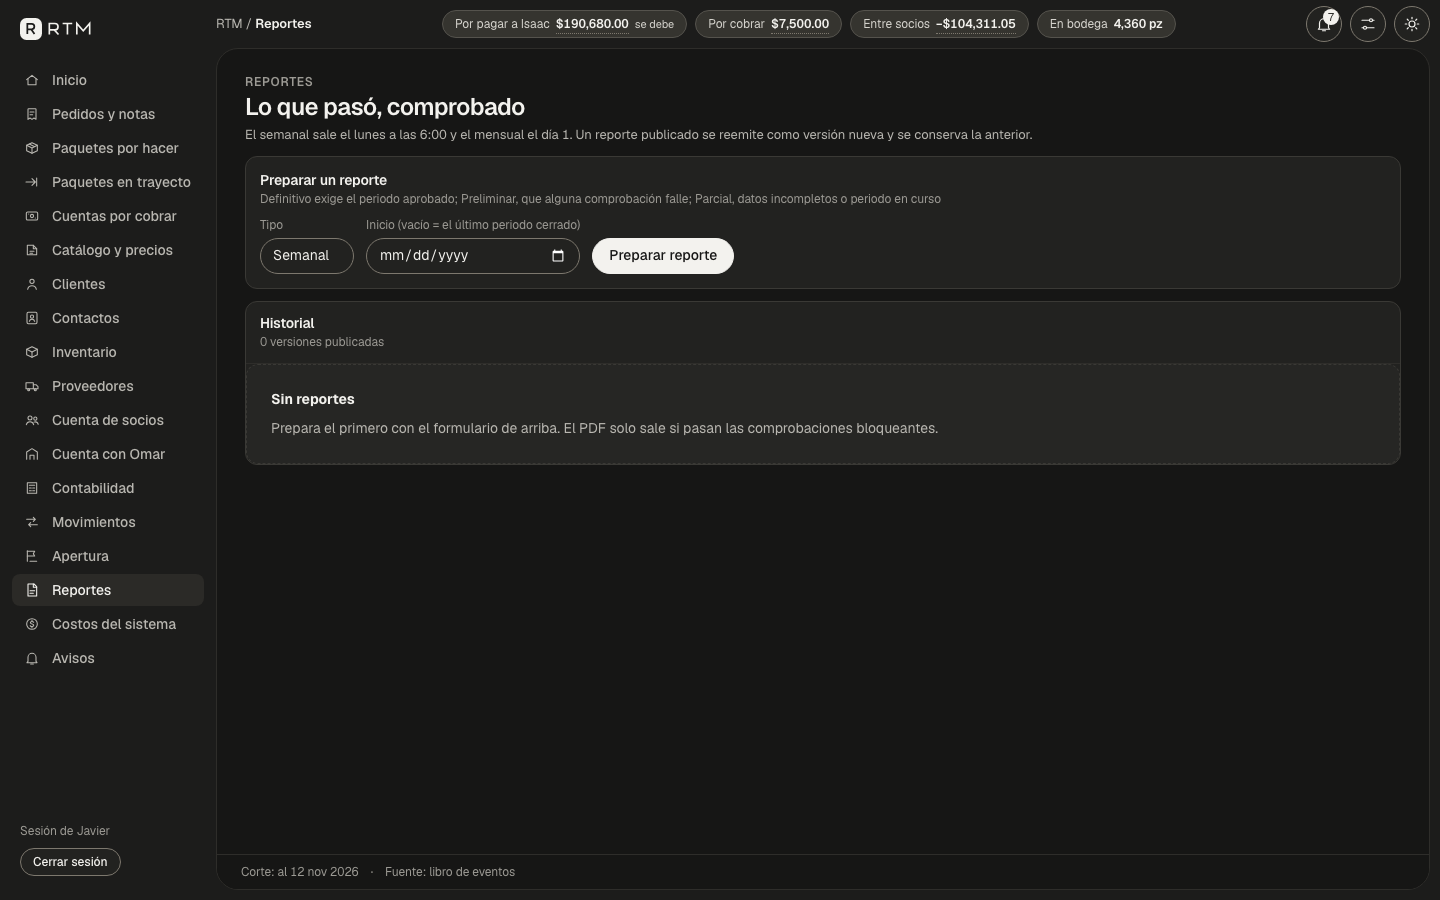 R RTM
RTM / Reportes
Por pagar a Isaac $190,680.00 se debe
Por cobrar $7,500.00
Entre socios −$104,311.05
En bodega 4,360 pz
7
Inicio
Pedidos y notas
Paquetes por hacer
Paquetes en trayecto
Cuentas por cobrar
Catálogo y precios
Clientes
Contactos
Inventario
Proveedores
Cuenta de socios
Cuenta con Omar
Contabilidad
Movimientos
Apertura
Reportes
Costos del sistema
Avisos
Sesión de Javier
Cerrar sesión
REPORTES
Lo que pasó, comprobado
El semanal sale el lunes a las 6:00 y el mensual el día 1. Un reporte publicado se reemite como versión nueva y se conserva la anterior.
Preparar un reporte
Definitivo exige el periodo aprobado; Preliminar, que alguna comprobación falle; Parcial, datos incompletos o periodo en curso
Tipo
Inicio (vacío = el último periodo cerrado)
Semanal
mm/dd/yyyy
Preparar reporte
Historial
0 versiones publicadas
Sin reportes
Prepara el primero con el formulario de arriba. El PDF solo sale si pasan las comprobaciones bloqueantes.
Corte: al 12 nov 2026 · Fuente: libro de eventos